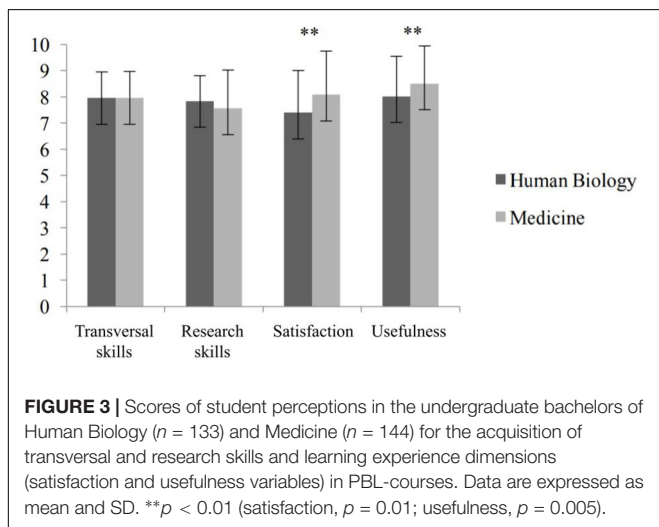 ** **
10
9
8
7
6
5
4
3
2
1
0
Human Biology
Medicine
Transversal skills
Research skills
Satisfaction
Usefulness
FIGURE 3 | Scores of student perceptions in the undergraduate bachelors of
Human Biology (n = 133) and Medicine (n = 144) for the acquisition of
transversal and research skills and learning experience dimensions
(satisfaction and usefulness variables) in PBL-courses. Data are expressed as
mean and SD. **p < 0.01 (satisfaction, p = 0.01; usefulness, p = 0.005).